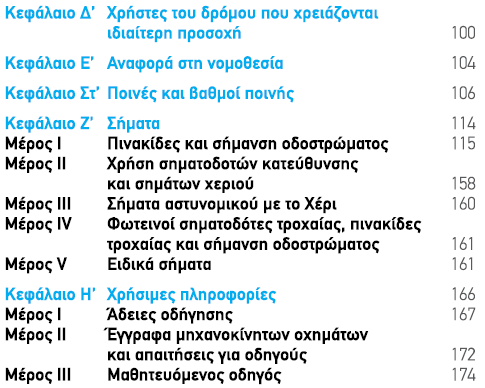 Κεφάλαιο Δ’ Χρήστες του δρόμου που χρειάζονται
ιδιαίτερη προσοχή 100
Κεφάλαιο Ε’ Αναφορά στη νομοθεσία 104
Κεφάλαιο Στ’ Ποινές και βαθμοί ποινής 106
Κεφάλαιο Ζ’ Σήματα 114
Μέρος Ι Πινακίδες και σήμανση οδοστρώματος 115
Μέρος ΙΙ Χρήση σηματοδοτών κατεύθυνσης
και σημάτων χεριού 158
Μέρος ΙΙΙ Σήματα αστυνομικού με το Χέρι 160
Μέρος IV Φωτεινοί σηματοδότες τροχαίας, πινακίδες
τροχαίας και σήμανση οδοστρώματος 161
Μέρος V Ειδικά σήματα 161
Κεφάλαιο Η’ Χρήσιμες πληροφορίες 166
Μέρος Ι Άδειες οδήγησης 167
Μέρος ΙΙ Έγγραφα μηχανοκίνητων οχημάτων
και απαιτήσεις για οδηγούς 172
Μέρος ΙΙΙ Μαθητευόμενος οδηγός 174